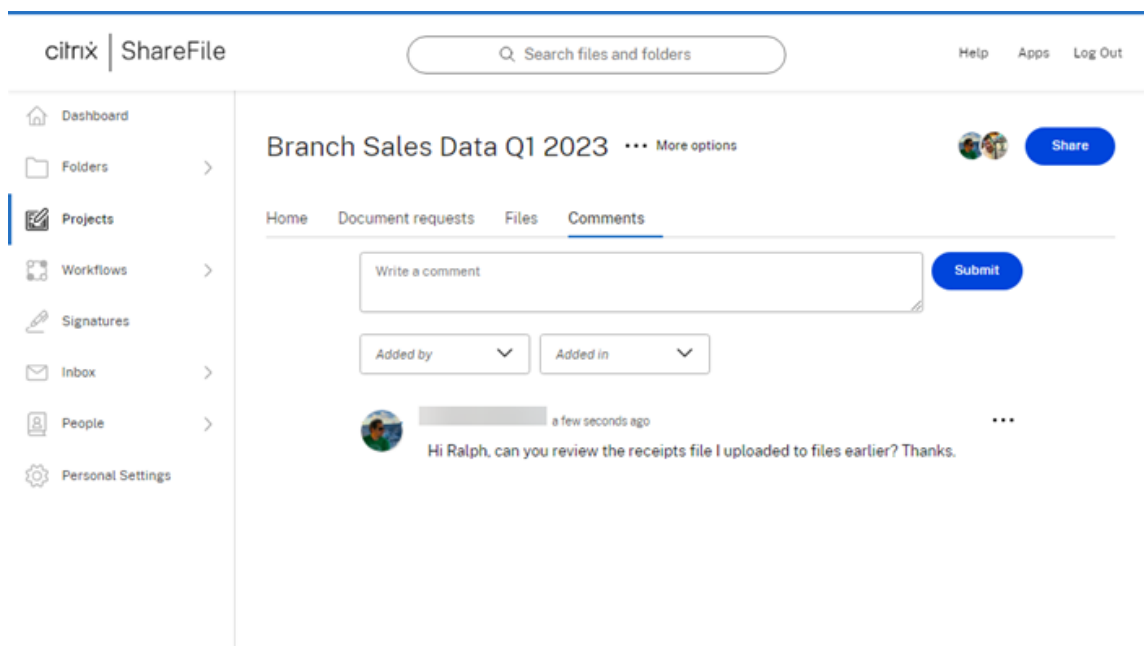 citrix | ShareFile
Search files and folders
Help Apps Log Out
Dashboard
Folders
Projects
Workflows
Signatures
Inbox
People
Personal Settings
Branch Sales Data Q1 2023 ••• More options
Share
Home Document requests Files Comments
Write a comment
Submit
Added by Added in
a few seconds ago
Hi Ralph, can you review the receipts file I uploaded to files earlier? Thanks.